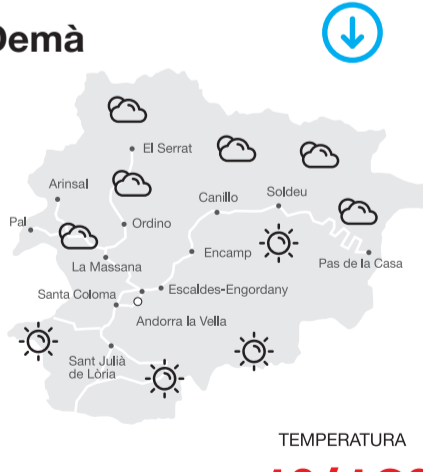 Demà
El Serrat
Arinsal
Canillo
Soldeu
Pal
Ordino
Encamp
La Massana
Pas de la Casa
Santa Coloma
Escaldes-Engordany
Andorra la Vella
Sant Julià
de Lòria
TEMPERATURA